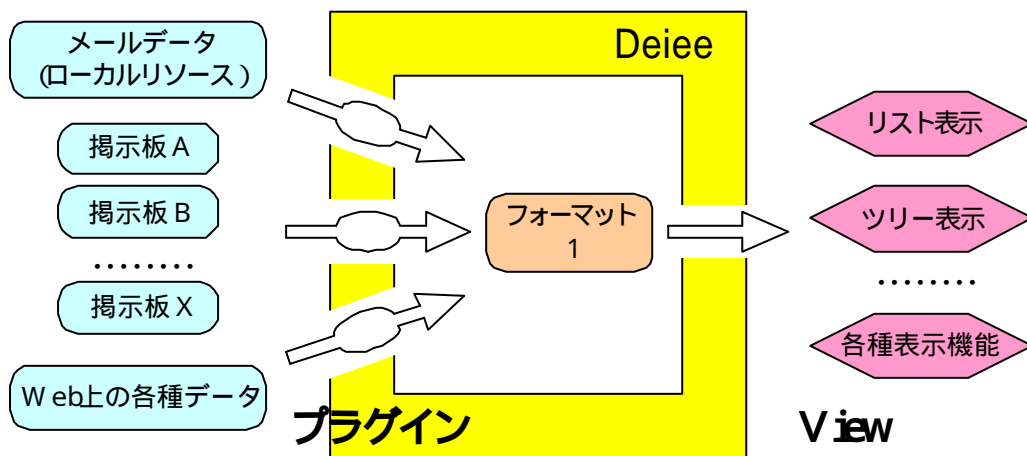 メールデータ
(ローカルリソース)
掲示板A
掲示板B
………
掲示板X
Web上の各種データ
Deiee
フォーマット
1
プラグイン
リスト表示
ツリー表示
………
各種表示機能
View